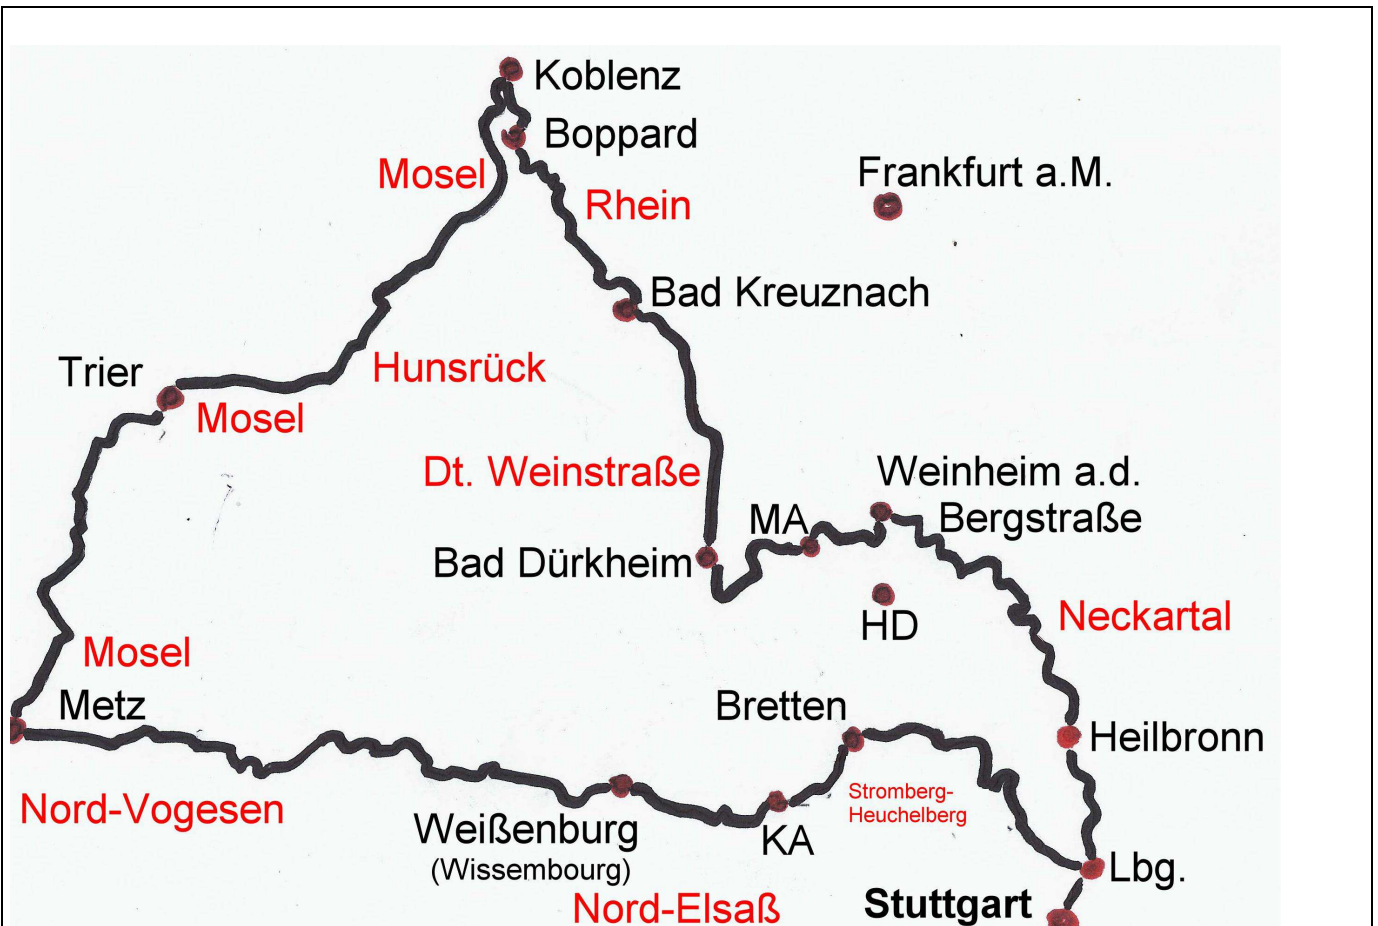 Koblenz
Boppard
Mosel
Frankfurt a.M.
Rhein
Bad Kreuznach
Trier
Hunsrück
Mosel
Dt. Weinstraße
Weinheim a.d.
Bergstraße
MA
Bad Dürkheim
HD
Neckartal
Mosel
Metz
Bretten
Heilbronn
Nord-Vogesen
Stromberg-
Heuchelberg
Weißenburg
(Wissembourg)
KA
Lbg.
Nord-Elsaß
Stuttgart